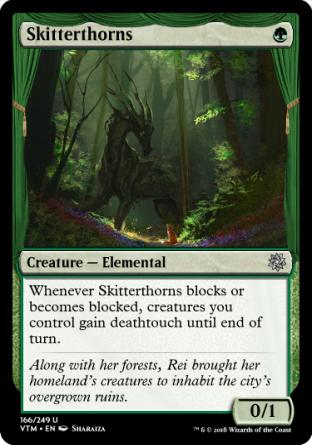 Skitterthorns
Creature — Elemental
Whenever Skitterthorns blocks or
becomes blocked, creatures you
control gain deathtouch until end of
turn.
Along with her forests, Rei brought her
homeland's creatures to inhabit the city's
overgrown ruins.
0/1
166/249 U
VTM • EN SHARAIZA
™ & © 2018 Wizards of the Coast